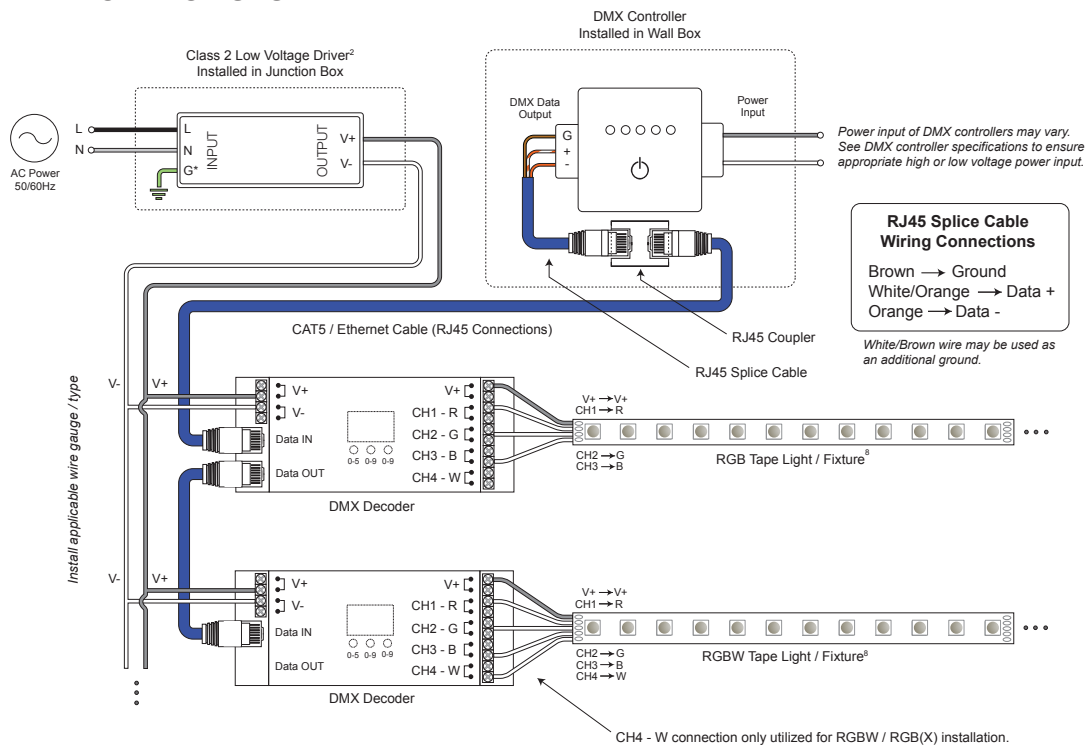 DMX Controller
Installed in Wall Box
Class 2 Low Voltage Driver²
Installed in Junction Box
DMX Data
Output
Power
Input
L
N
AC Power
50/60Hz
L
N
G*
INPUT
OUTPUT
V+
V-
G
+
-
Power input of DMX controllers may vary.
See DMX controller specifications to ensure
appropriate high or low voltage power input.
RJ45 Splice Cable
Wiring Connections
Brown → Ground
White/Orange → Data +
Orange → Data -
White/Brown wire may be used as
an additional ground.
CAT5 / Ethernet Cable (RJ45 Connections)
RJ45 Coupler
RJ45 Splice Cable
Install applicable wire gauge / type
V-
V+
V+
V-
Data IN
Data OUT
0-5 0-9 0-9
V+
CH1 - R
CH2 - G
CH3 - B
CH4 - W
DMX Decoder
V+ → V+
CH1 → R
CH2 → G
CH3 → B
RGB Tape Light / Fixture⁸
V-
V+
V+
V-
Data IN
Data OUT
0-5 0-9 0-9
V+
CH1 - R
CH2 - G
CH3 - B
CH4 - W
DMX Decoder
V+ → V+
CH1 → R
CH2 → G
CH3 → B
CH4 → W
RGBW Tape Light / Fixture⁸
CH4 - W connection only utilized for RGBW / RGB(X) installation.